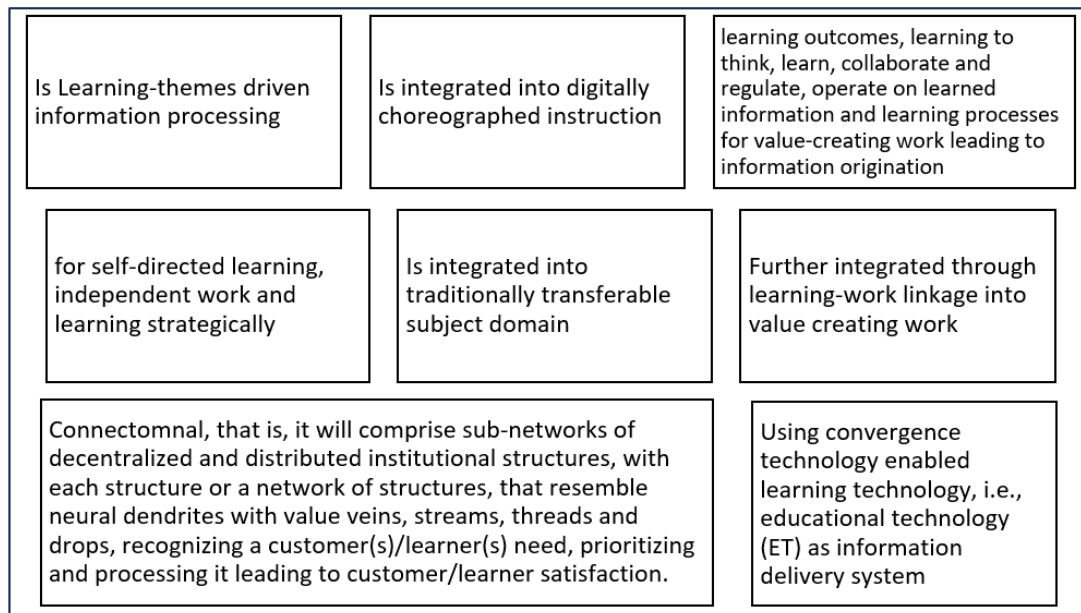 Is Learning-themes driven
information processing
Is integrated into digitally
choreographed instruction
learning outcomes, learning to
think, learn, collaborate and
regulate, operate on learned
information and learning processes
for value-creating work leading to
information origination
for self-directed learning,
independent work and
learning strategically
Is integrated into
traditionally transferable
subject domain
Further integrated through
learning-work linkage into
value creating work
Connectomnal, that is, it will comprise sub-networks of
decentralized and distributed institutional structures, with
each structure or a network of structures, that resemble
neural dendrites with value veins, streams, threads and
drops, recognizing a customer(s)/learner(s) need, prioritizing
and processing it leading to customer/learner satisfaction.
Using convergence
technology enabled
learning technology, i.e.,
educational technology
(ET) as information
delivery system